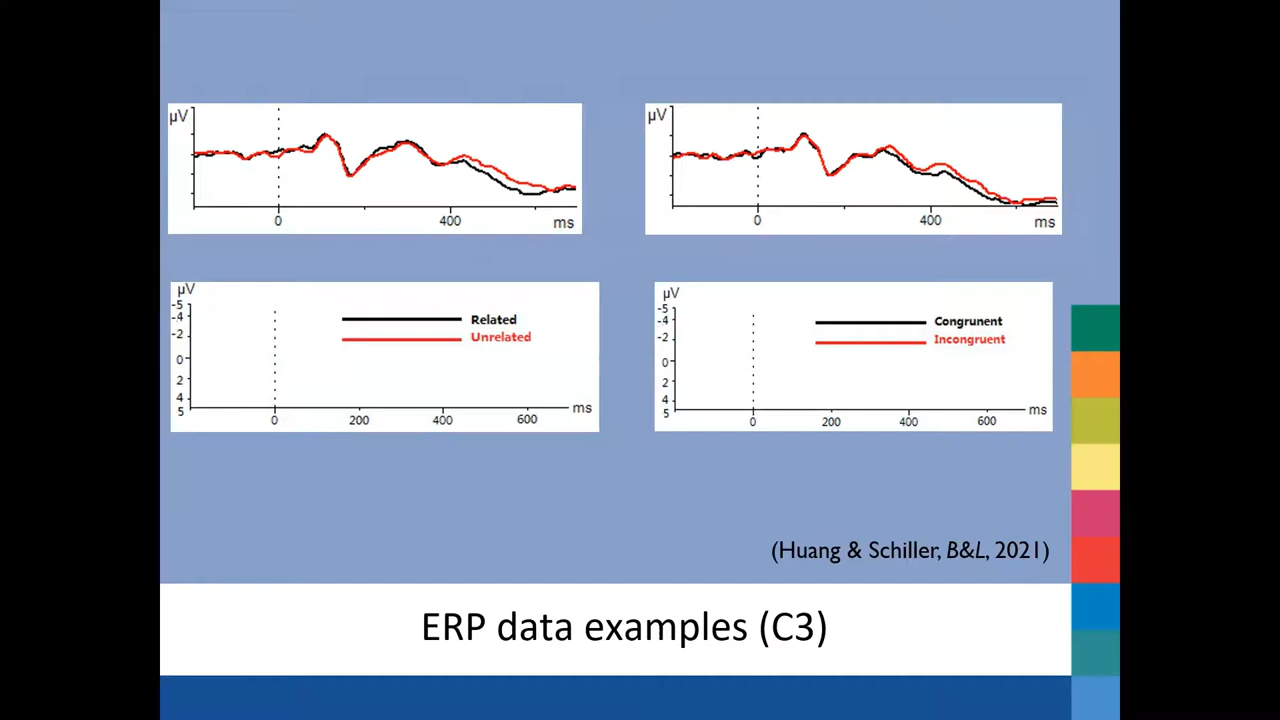 μV
0
400
ms
μV
0
400
ms
μV
-5
-4
-2
0
2
4
5
Related
Unrelated
0
200
400
600
ms
μV
-5
-4
-2
0
2
4
5
Congrunent
Incongruent
0
200
400
600
ms
(Huang & Schiller, B&L, 2021)
ERP data examples (C3)